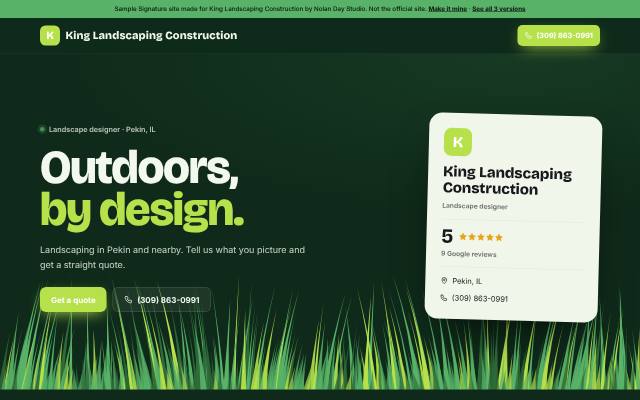 Sample Signature site made for King Landscaping Construction by Nolan Day Studio. Not the official site. Make it mine · See all 3 versions
K King Landscaping Construction
(309) 863-0991
Landscape designer · Pekin, IL
Outdoors,
by design.
Landscaping in Pekin and nearby. Tell us what you picture and
get a straight quote.
Get a quote
(309) 863-0991
K
King Landscaping
Construction
Landscape designer
5
9 Google reviews
Pekin, IL
(309) 863-0991